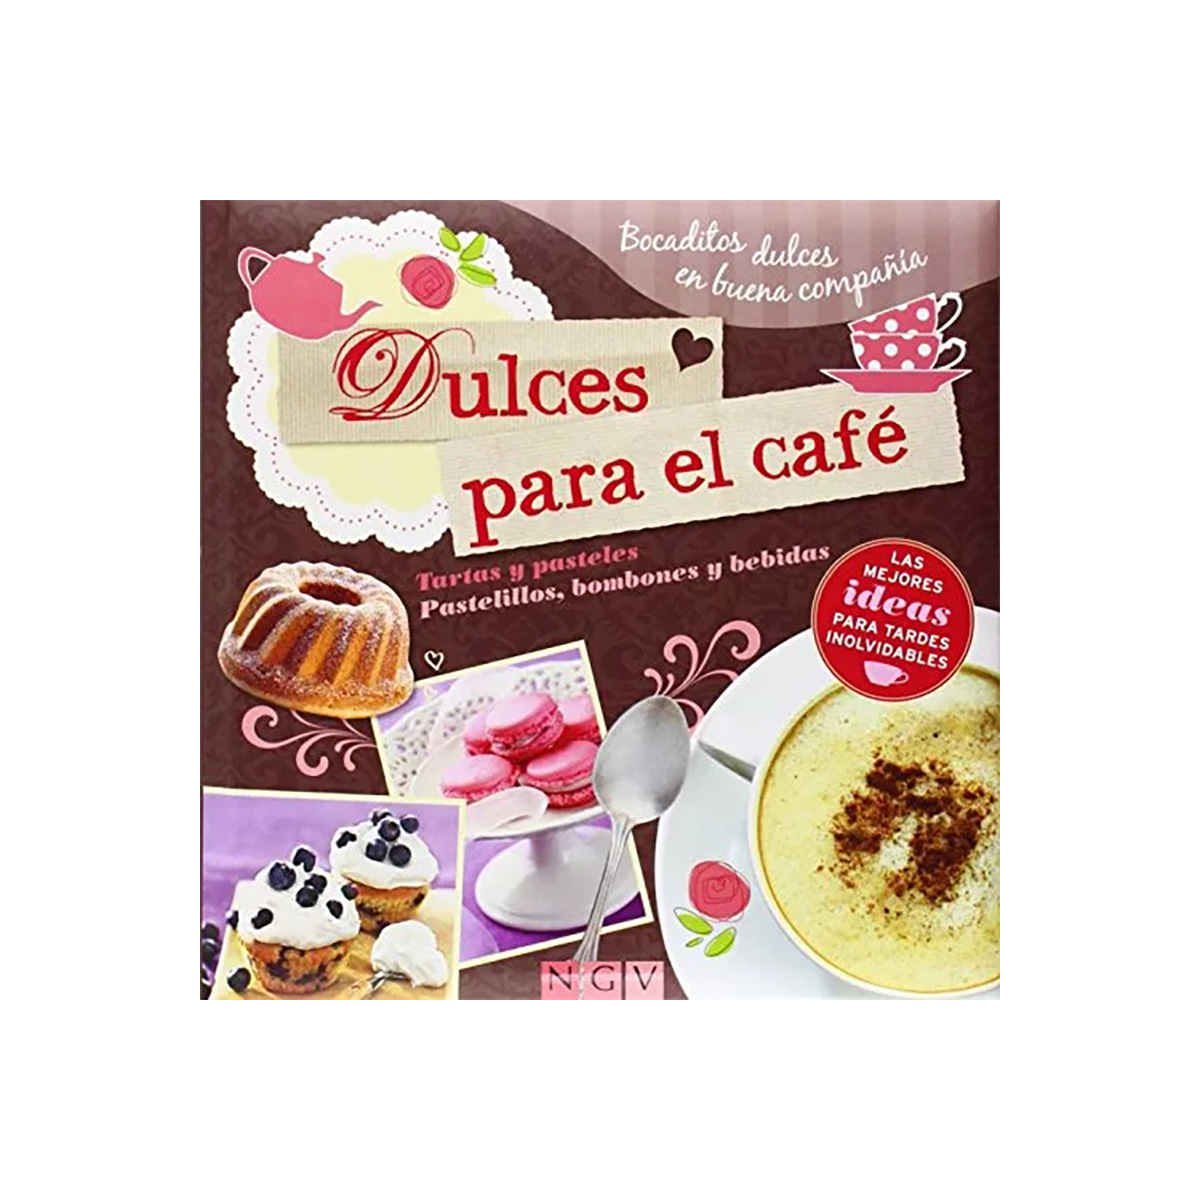 Bocaditos dulces
en buena compañía
Dulces
para el café
Tartas y pasteles
Pastelillos, bombones y bebidas
LAS
MEJORES
ideas
PARA TARDES
INOLVIDABLES
NGV